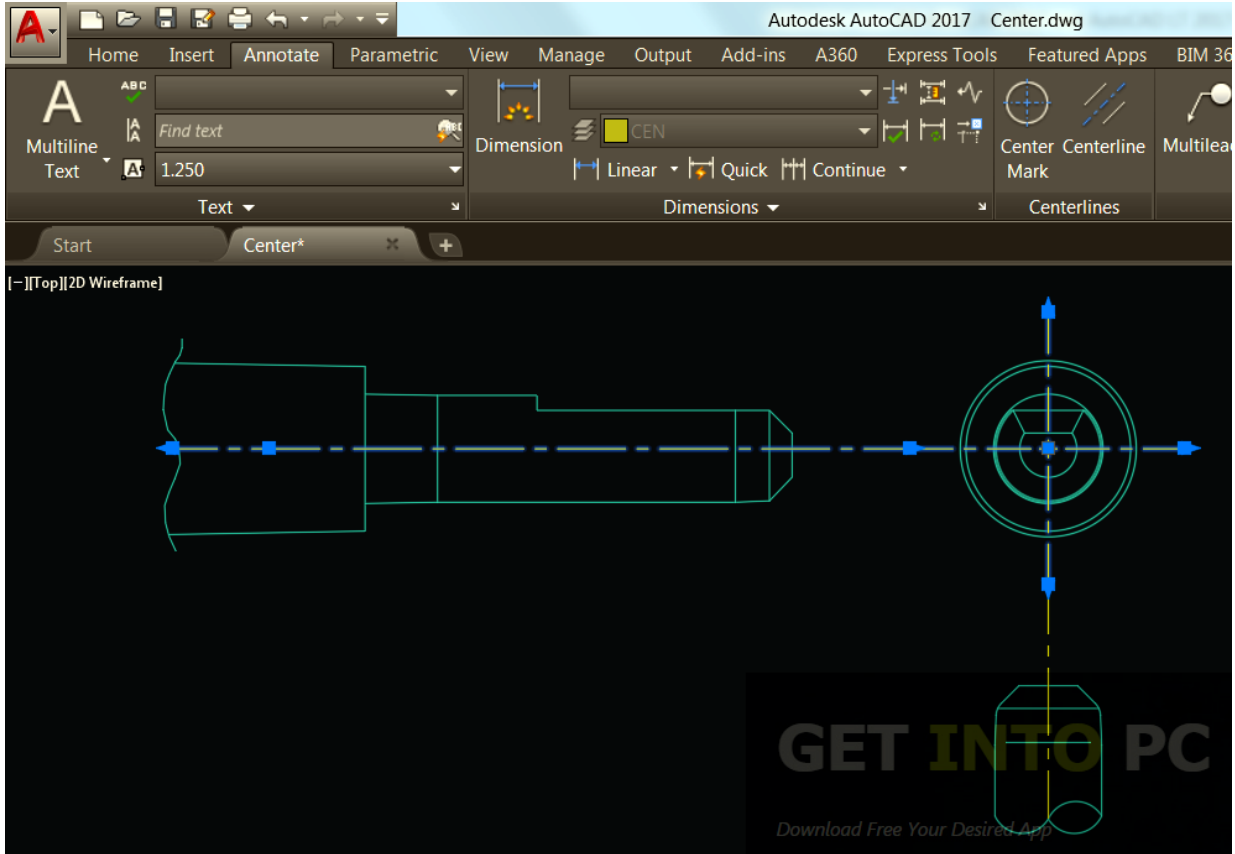 Autodesk AutoCAD 2017 Center.dwg
Home Insert Annotate Parametric View Manage Output Add-ins A360 Express Tools Featured Apps BIM 36
A ABC
Find text
CEN
Multiline Text
Dimension
Center Mark
Centerline
Multilead
1.250
Linear Quick Continue
Text Dimensions Centerlines
Start Center* +
[−][Top][2D Wireframe]
GET INTO PC
Download Free Your Desired App